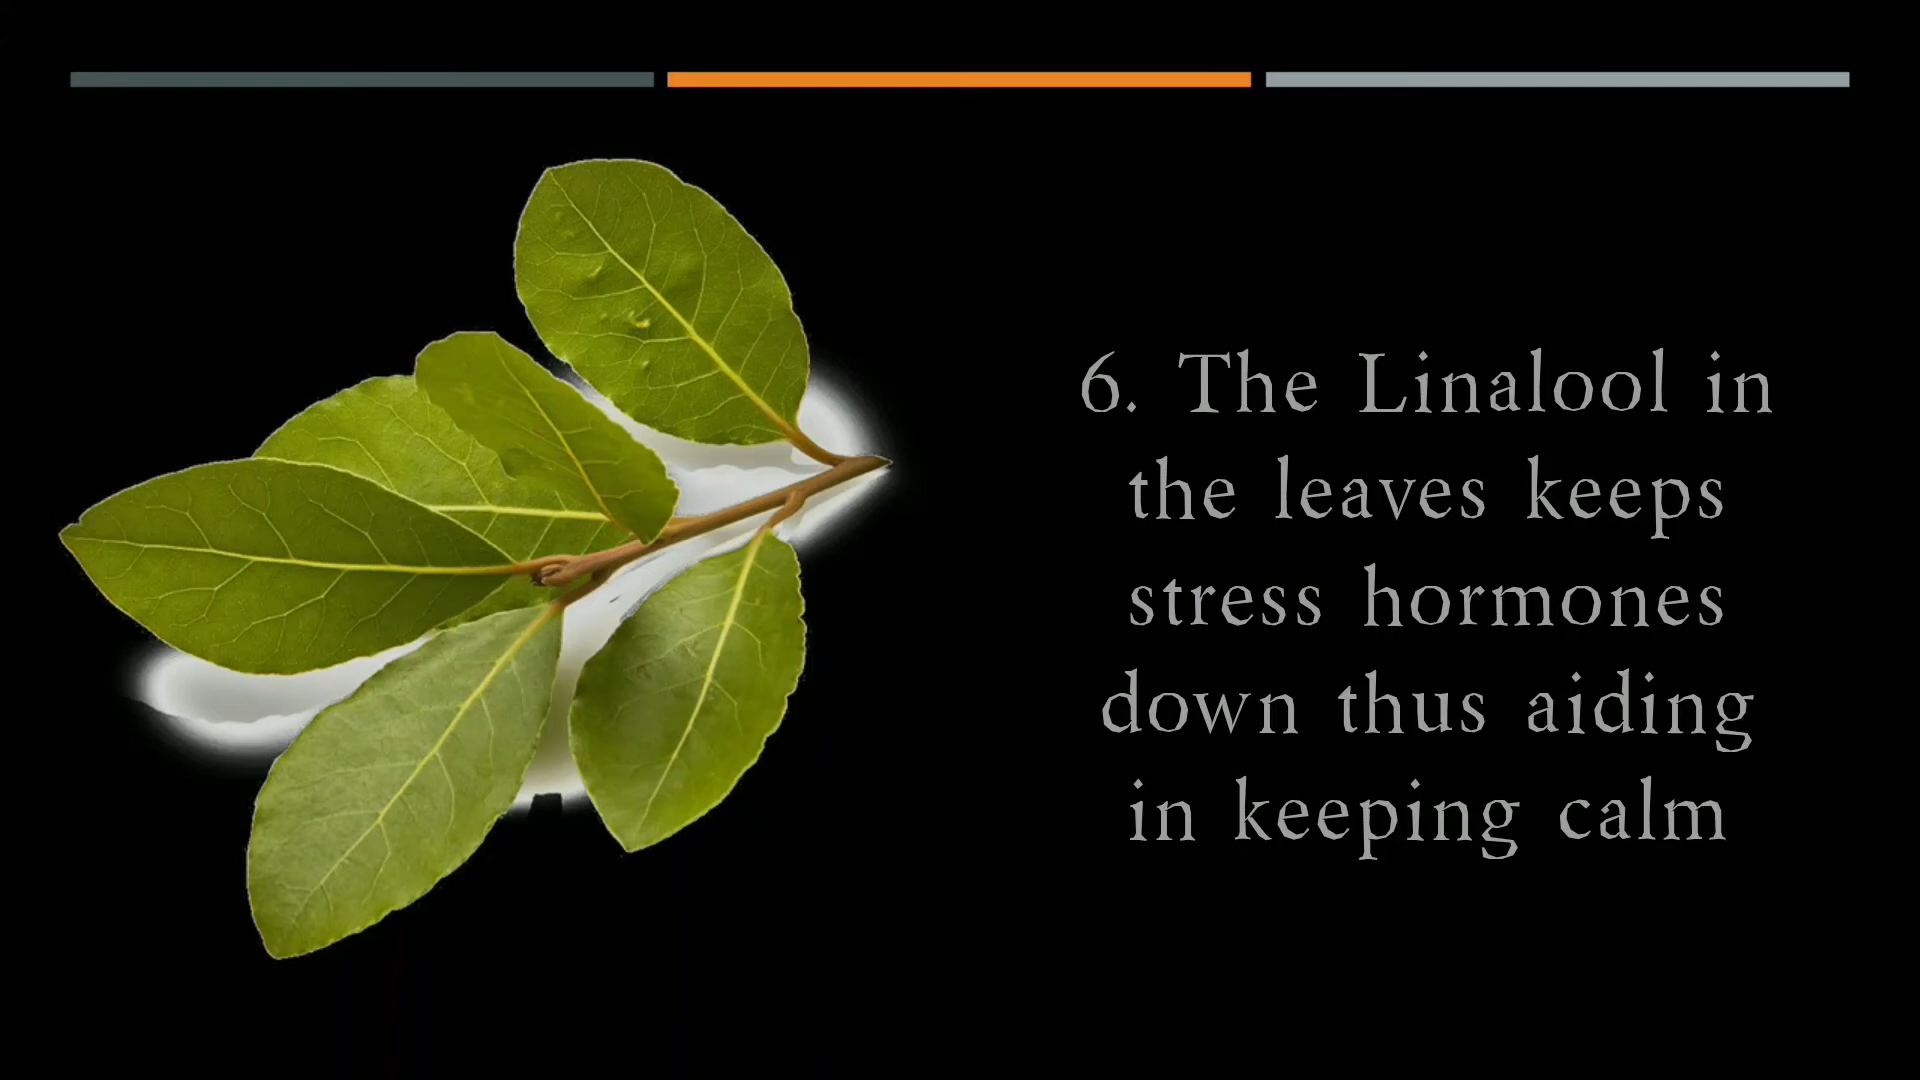 6. The Linalool in
the leaves keeps
stress hormones
down thus aiding
in keeping calm